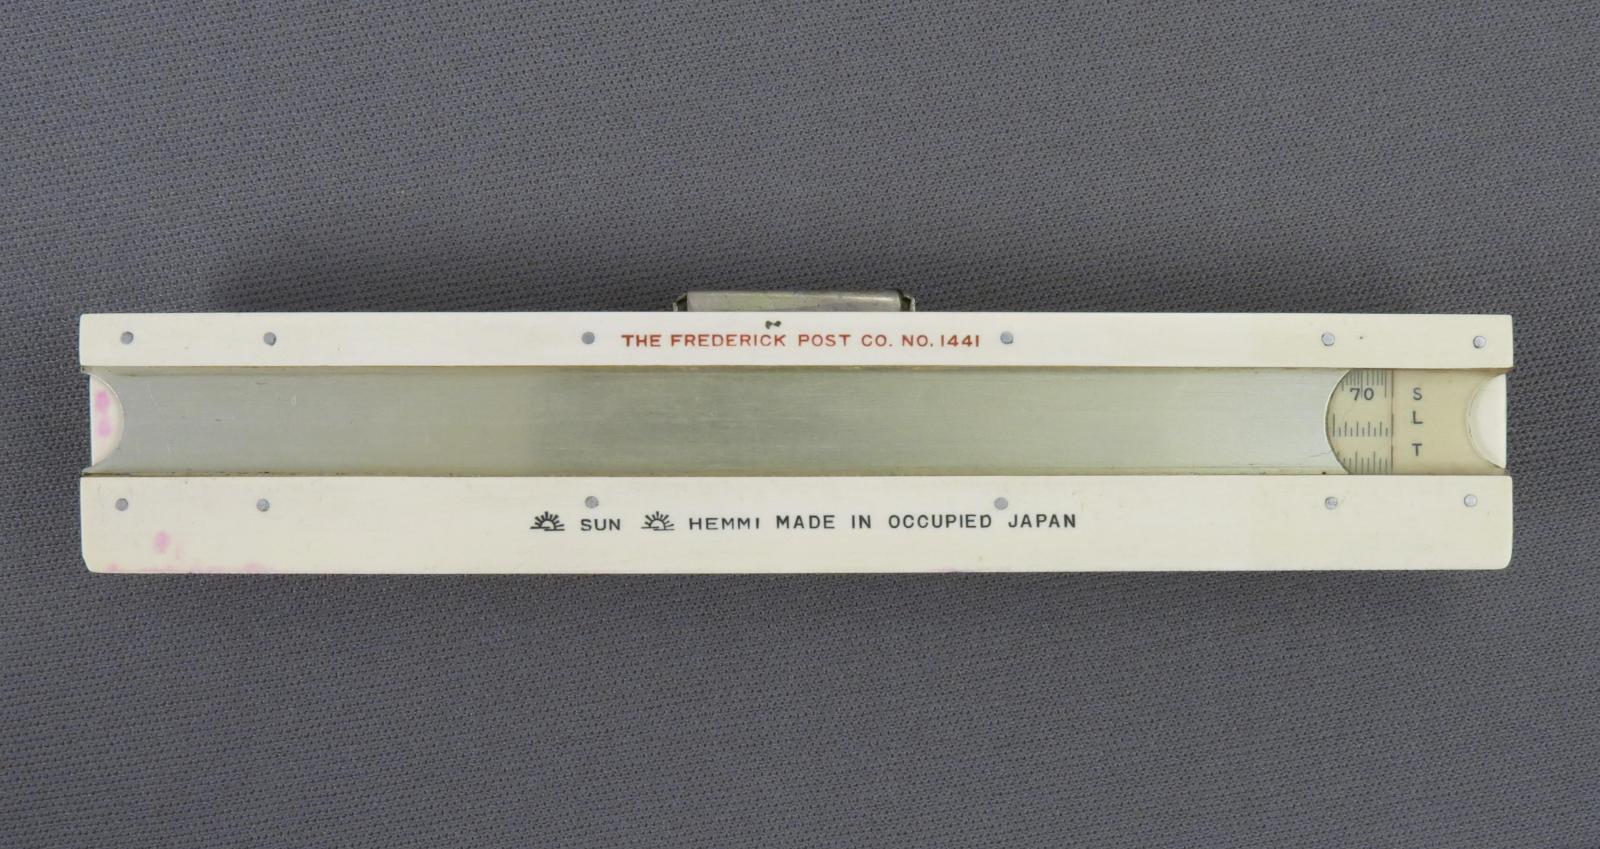 THE FREDERICK POST CO. NO. 1441
70 S
L
T
SUN HEMMI MADE IN OCCUPIED JAPAN